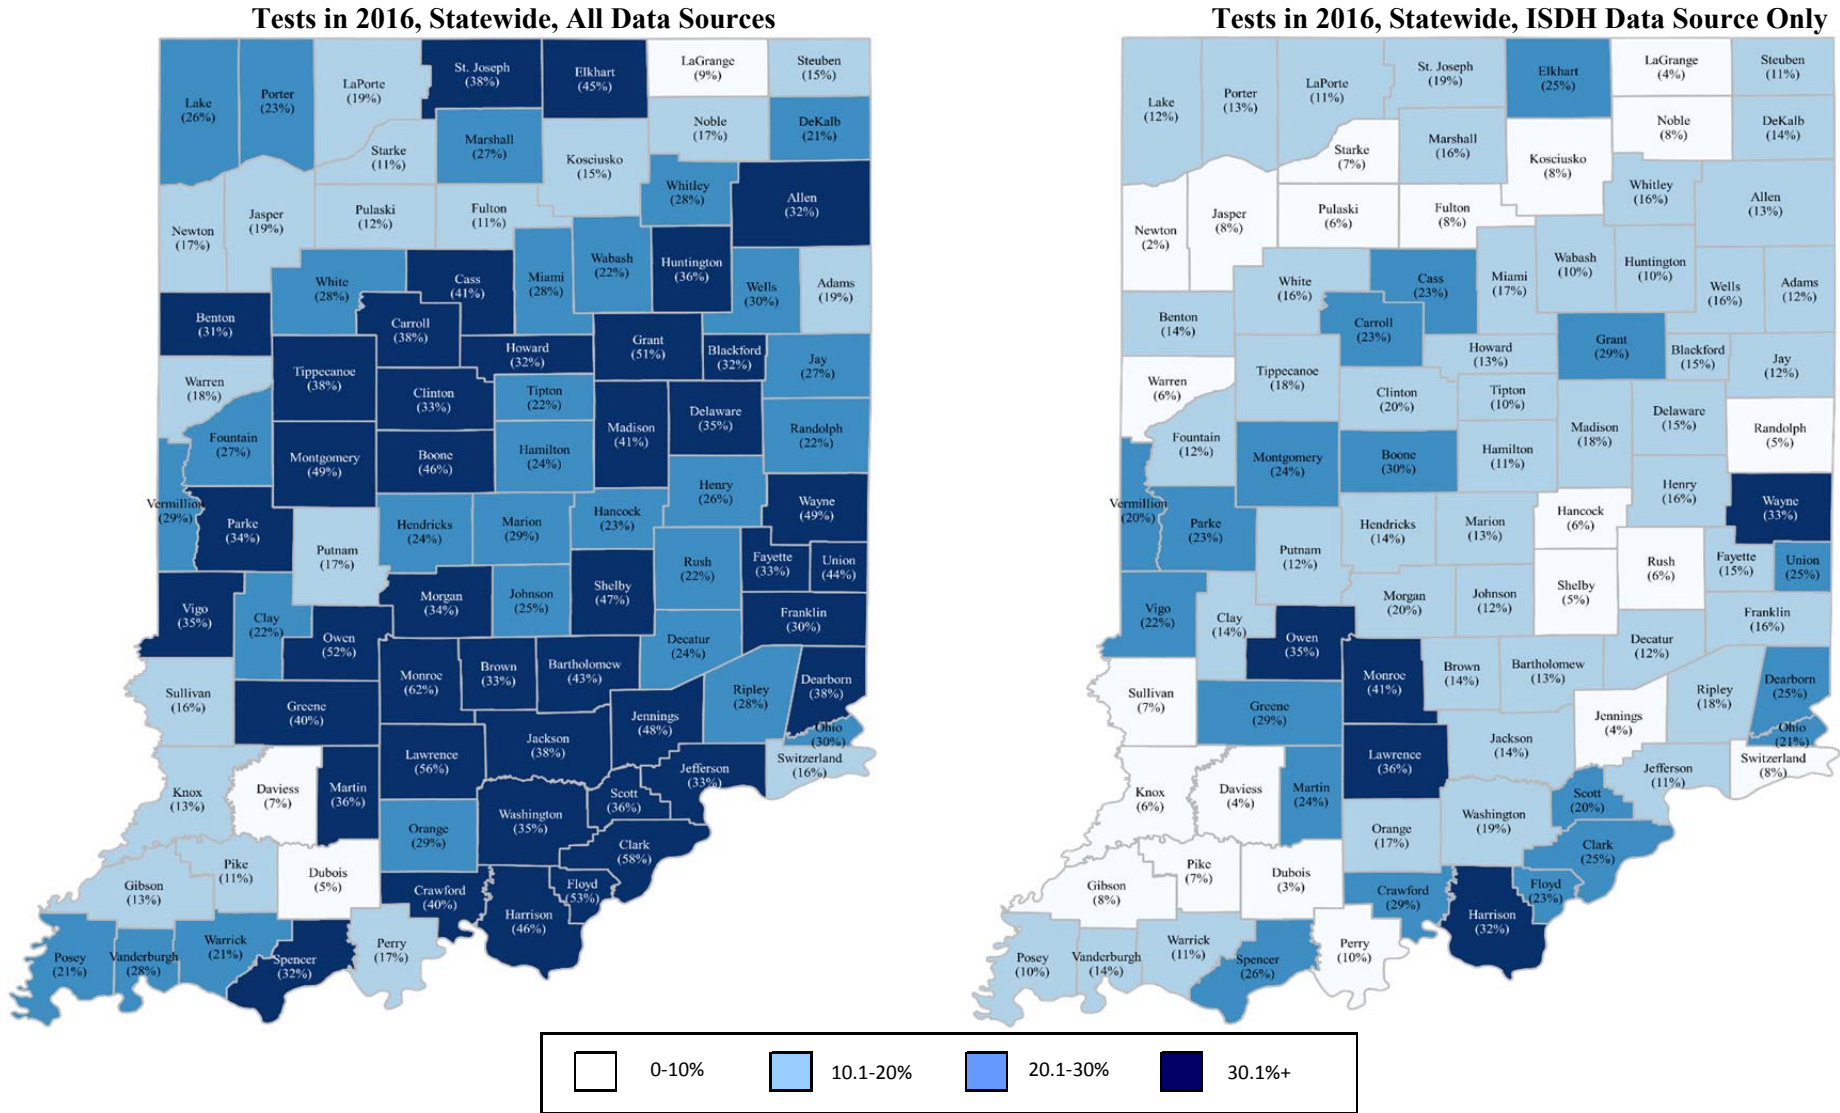 Tests in 2016, Statewide, All Data Sources
Lake
(26%)
Porter
(23%)
LaPorte
(19%)
St. Joseph
(38%)
Elkhart
(45%)
LaGrange
(9%)
Steuben
(15%)
Noble
(17%)
DeKalb
(21%)
Marshall
(27%)
Starke
(11%)
Kosciusko
(15%)
Whitley
(28%)
Allen
(32%)
Newton
(17%)
Jasper
(19%)
Pulaski
(12%)
Fulton
(11%)
White
(28%)
Cass
(41%)
Miami
(28%)
Wabash
(22%)
Huntington
(36%)
Wells
(30%)
Adams
(19%)
Benton
(31%)
Carroll
(38%)
Howard
(32%)
Grant
(51%)
Blackford
(32%)
Jay
(27%)
Warren
(18%)
Tippecanoe
(38%)
Clinton
(33%)
Tipton
(22%)
Madison
(41%)
Delaware
(35%)
Randolph
(22%)
Fountain
(27%)
Montgomery
(49%)
Boone
(46%)
Hamilton
(24%)
Henry
(26%)
Wayne
(49%)
Vermillion
(29%)
Parke
(34%)
Putnam
(17%)
Hendricks
(24%)
Marion
(29%)
Hancock
(23%)
Rush
(22%)
Fayette
(33%)
Union
(44%)
Vigo
(35%)
Clay
(22%)
Owen
(52%)
Morgan
(34%)
Johnson
(25%)
Shelby
(47%)
Franklin
(30%)
Decatur
(24%)
Sullivan
(16%)
Greene
(40%)
Monroe
(62%)
Brown
(33%)
Bartholomew
(43%)
Jennings
(48%)
Ripley
(28%)
Dearborn
(38%)
Ohio
(30%)
Switzerland
(16%)
Knox
(13%)
Daviess
(7%)
Martin
(36%)
Lawrence
(56%)
Jackson
(38%)
Jefferson
(33%)
Scott
(36%)
Washington
(35%)
Orange
(29%)
Clark
(58%)
Gibson
(13%)
Pike
(11%)
Dubois
(5%)
Crawford
(40%)
Floyd
(53%)
Harrison
(46%)
Posey
(21%)
Vanderburgh
(28%)
Warrick
(21%)
Spencer
(32%)
Perry
(17%)
Tests in 2016, Statewide, ISDH Data Source Only
Lake
(12%)
Porter
(13%)
LaPorte
(11%)
St. Joseph
(19%)
Elkhart
(25%)
LaGrange
(4%)
Steuben
(11%)
Noble
(8%)
DeKalb
(14%)
Marshall
(16%)
Starke
(7%)
Kosciusko
(8%)
Whitley
(16%)
Allen
(13%)
Newton
(2%)
Jasper
(8%)
Pulaski
(6%)
Fulton
(8%)
White
(16%)
Cass
(23%)
Miami
(17%)
Wabash
(10%)
Huntington
(10%)
Wells
(16%)
Adams
(12%)
Benton
(14%)
Carroll
(23%)
Howard
(13%)
Grant
(29%)
Blackford
(15%)
Jay
(12%)
Warren
(6%)
Tippecanoe
(18%)
Clinton
(20%)
Tipton
(10%)
Madison
(18%)
Delaware
(15%)
Randolph
(5%)
Fountain
(12%)
Montgomery
(24%)
Boone
(30%)
Hamilton
(11%)
Henry
(16%)
Wayne
(33%)
Vermillion
(20%)
Parke
(23%)
Putnam
(12%)
Hendricks
(14%)
Marion
(13%)
Hancock
(6%)
Rush
(6%)
Fayette
(15%)
Union
(25%)
Vigo
(22%)
Clay
(14%)
Owen
(35%)
Morgan
(20%)
Johnson
(12%)
Shelby
(5%)
Franklin
(16%)
Decatur
(12%)
Sullivan
(7%)
Greene
(29%)
Monroe
(41%)
Brown
(14%)
Bartholomew
(13%)
Jennings
(4%)
Ripley
(18%)
Dearborn
(25%)
Ohio
(21%)
Switzerland
(8%)
Knox
(6%)
Daviess
(4%)
Martin
(24%)
Lawrence
(36%)
Jackson
(14%)
Jefferson
(11%)
Scott
(20%)
Washington
(19%)
Orange
(17%)
Clark
(25%)
Gibson
(8%)
Pike
(7%)
Dubois
(3%)
Crawford
(29%)
Floyd
(23%)
Harrison
(32%)
Posey
(10%)
Vanderburgh
(14%)
Warrick
(11%)
Spencer
(26%)
Perry
(10%)
0-10%
10.1-20%
20.1-30%
30.1%+